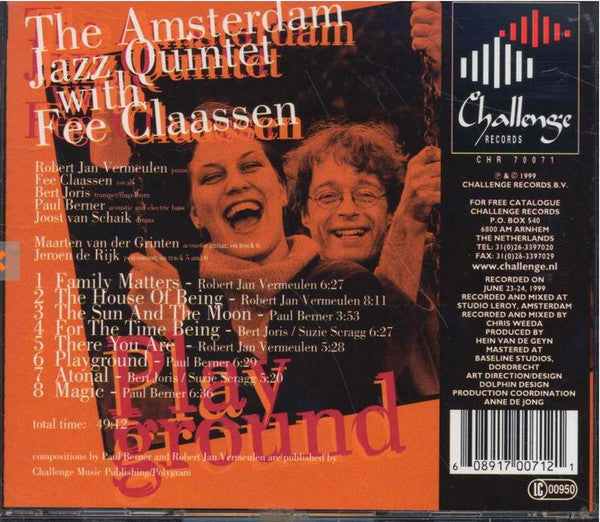 The Amsterdam
Jazz Quintet
with
Fee Claassen
Robert Jan Vermeulen piano
Fee Claassen vocals
Bert Joris trumpet/flugelhorn
Paul Berner acoustic and electric bass
Joost van Schaik drums
Maarten van der Grinten acoustic guitar; on track 6
Jeroen de Rijk percussion; on track 5 and 6
1 Family Matters - Robert Jan Vermeulen 6:27
2 The House Of Being - Robert Jan Vermeulen 8:11
3 The Sun And The Moon - Paul Berner 3:53
4 For The Time Being - Bert Joris / Suzie Scragg 6:27
5 There You Are - Robert Jan Vermeulen 5:28
6 Playground - Paul Berner 6:29
7 Atonal - Bert Joris/ Suzie Scragg 5:20
8 Magic - Paul Berner 6:36
total time: 49:12
Play
ground
compositions by Paul Berner and Robert Jan Vermeulen are published by
Challenge Music Publishing/Polygram
Challenge
RECORDS
CHR 70071
℗ & © 1999
CHALLENGE RECORDS B.V.
FOR FREE CATALOGUE
CHALLENGE RECORDS
P.O. BOX 540
6800 AM ARNHEM
THE NETHERLANDS
TEL: 31(0)26-3397020
FAX: 31(0)26-3397029
www.challenge.nl
RECORDED ON
JUNE 23-24, 1999
RECORDED AND MIXED AT
STUDIO LEROY, AMSTERDAM
RECORDED AND MIXED BY
CHRIS WEEDA
PRODUCED BY
HEIN VAN DE GEYN
MASTERED AT
BASELINE STUDIOS,
DORDRECHT
ART DIRECTION/DESIGN
DOLPHIN DESIGN
PRODUCTION COORDINATION
ANNE DE JONG
6 08917 00712 1
LC 00950